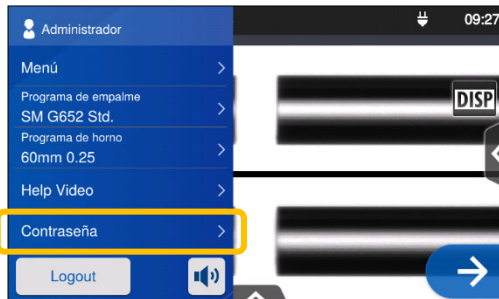 Administrador
09:27
Menú
Programa de empalme
SM G652 Std.
DISP
Programa de horno
60mm 0.25
Help Video
Contraseña
Logout